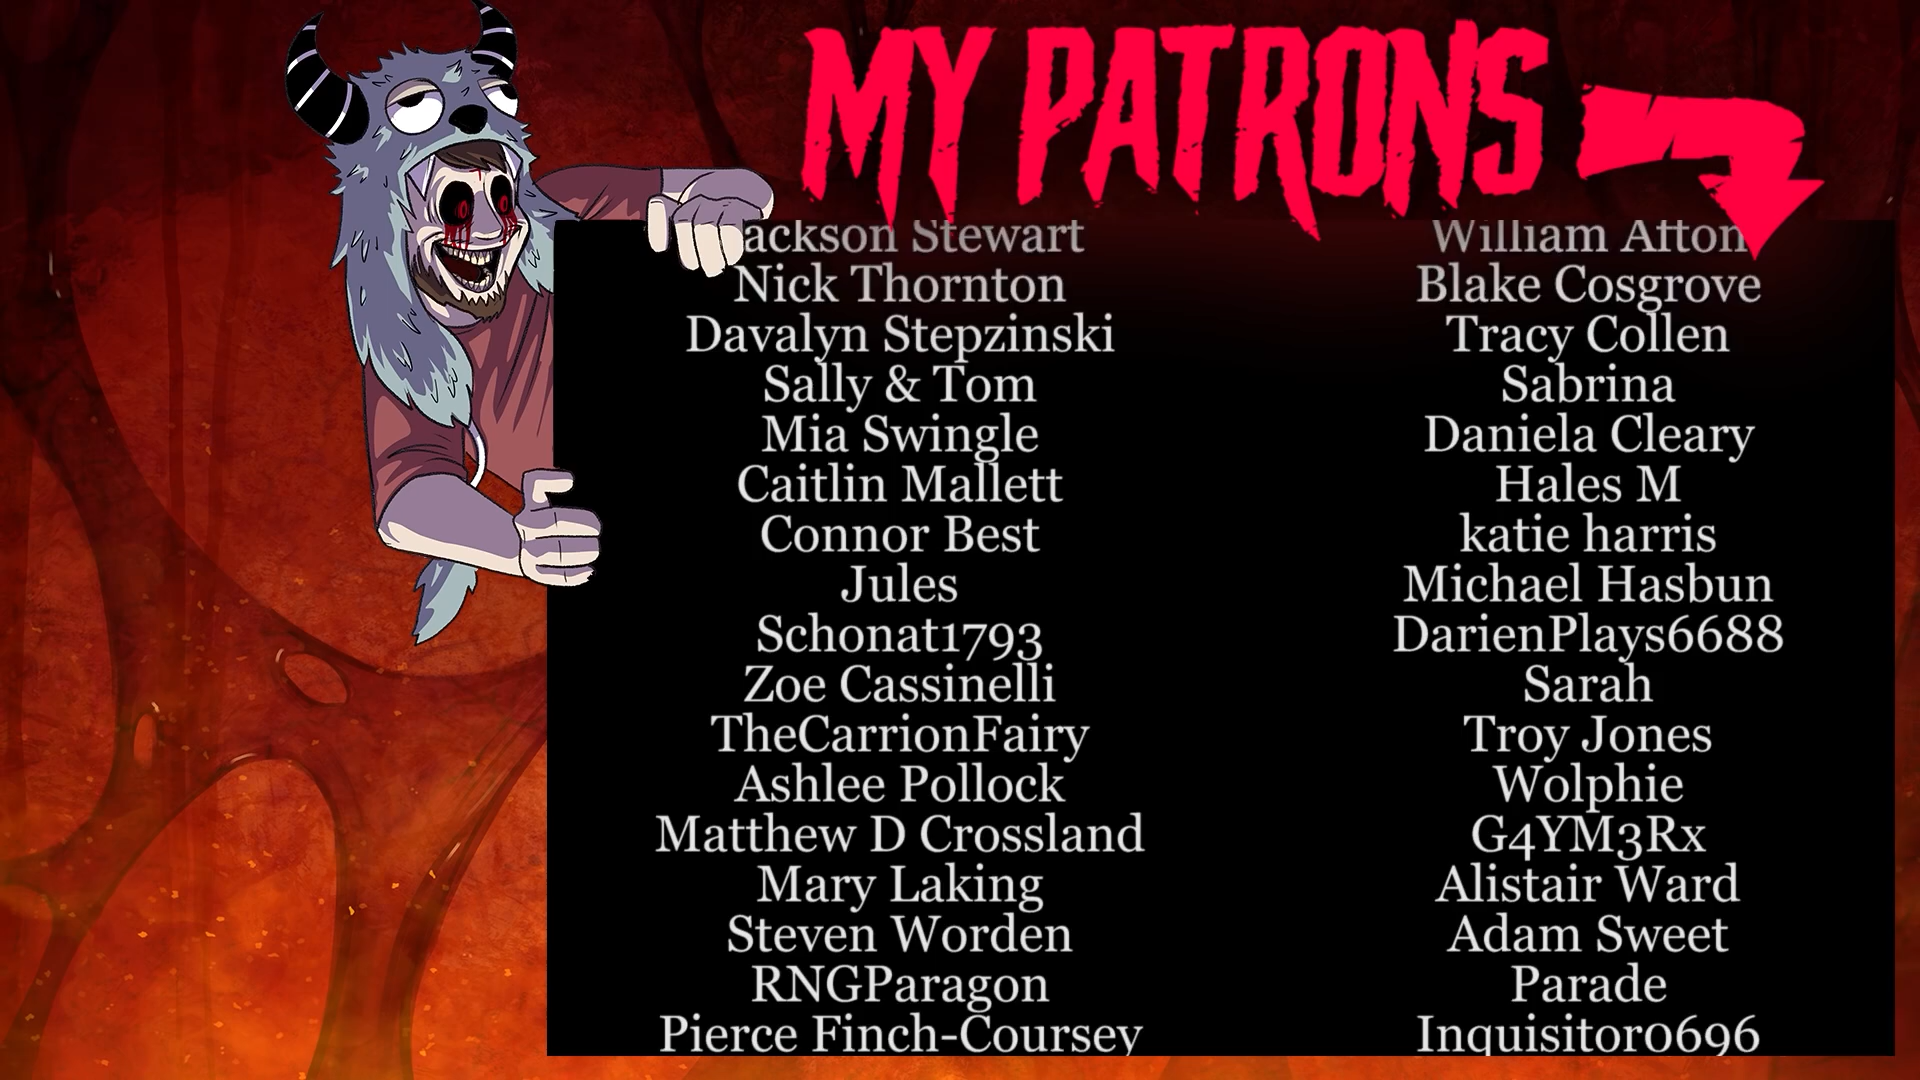 MY PATRONS
ackson Stewart
Nick Thornton
Davalyn Stepzinski
Sally & Tom
Mia Swingle
Caitlin Mallett
Connor Best
Jules
Schonat1793
Zoe Cassinelli
TheCarrionFairy
Ashlee Pollock
Matthew D Crossland
Mary Laking
Steven Worden
RNGParagon
Pierce Finch-Coursey
William Afton
Blake Cosgrove
Tracy Collen
Sabrina
Daniela Cleary
Hales M
katie harris
Michael Hasbun
DarienPlays6688
Sarah
Troy Jones
Wolphie
G4YM3Rx
Alistair Ward
Adam Sweet
Parade
Inquisitor0696